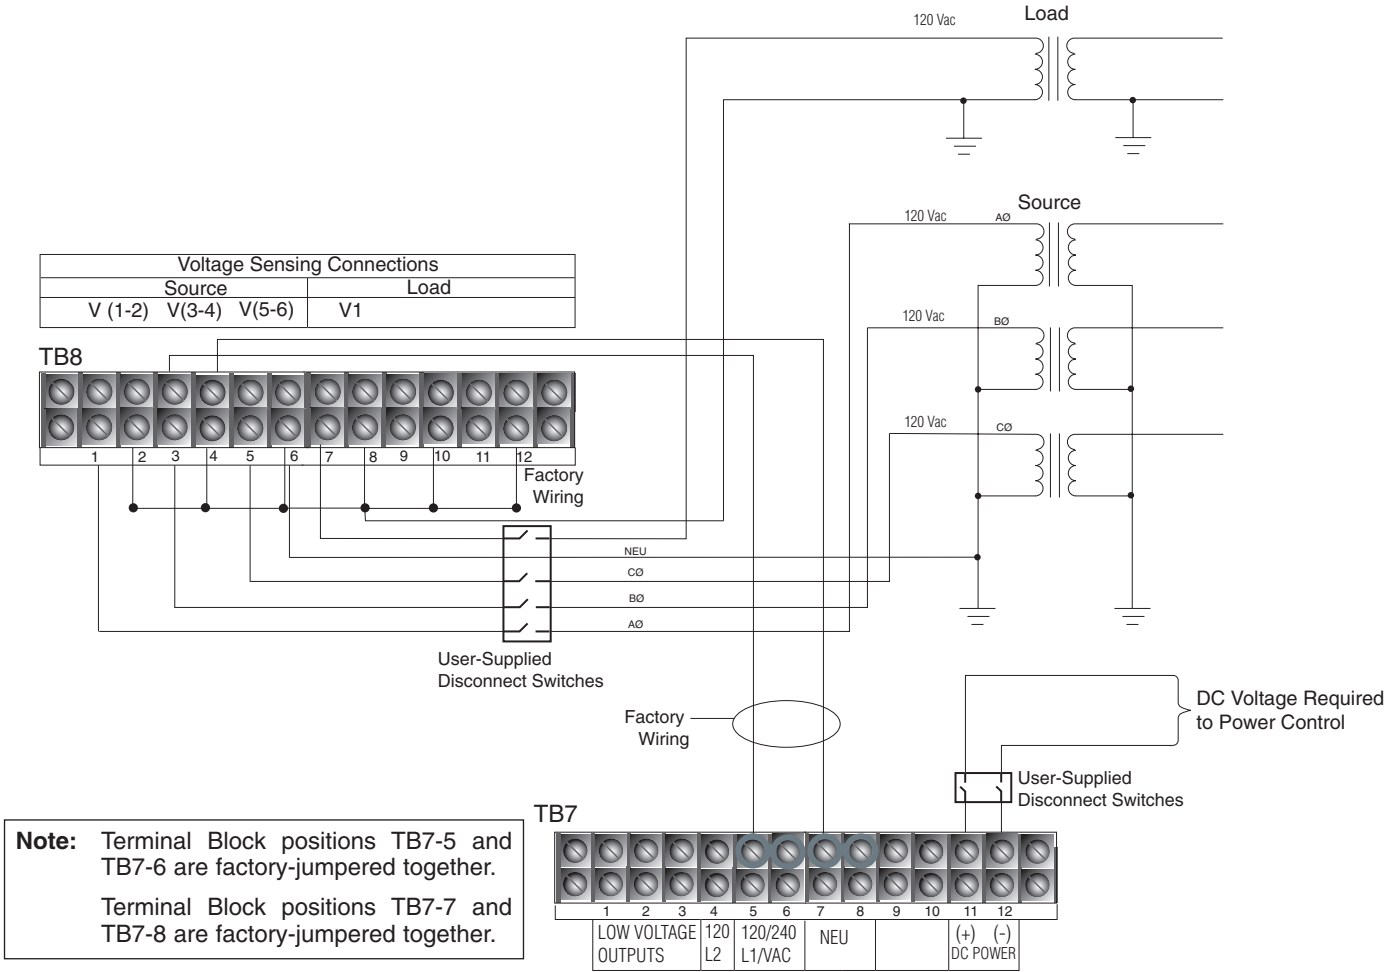 Load
120 Vac
Source
120 Vac AØ
Voltage Sensing Connections
Source Load
V (1-2) V(3-4) V(5-6) V1
120 Vac BØ
TB8
120 Vac CØ
1 2 3 4 5 6 7 8 9 10 11 12
Factory
Wiring
NEU
CØ
BØ
AØ
User-Supplied
Disconnect Switches
Factory
Wiring
DC Voltage Required
to Power Control
User-Supplied
Disconnect Switches
TB7
Note: Terminal Block positions TB7-5 and
TB7-6 are factory-jumpered together.
Terminal Block positions TB7-7 and
TB7-8 are factory-jumpered together.
1 2 3 4 5 6 7 8 9 10 11 12
LOW VOLTAGE
OUTPUTS
120
L2
120/240
L1/VAC
NEU
(+) (-)
DC POWER